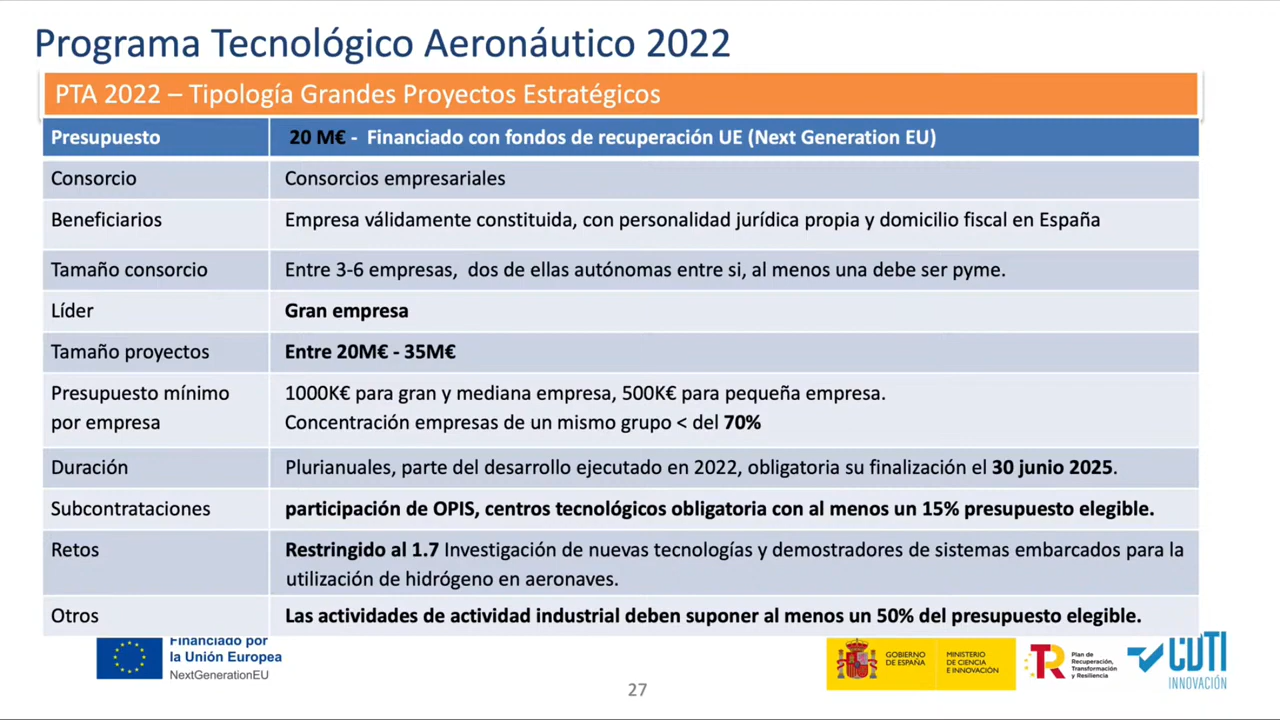 Programa Tecnológico Aeronáutico 2022
PTA 2022 – Tipología Grandes Proyectos Estratégicos
Presupuesto
20 M€ - Financiado con fondos de recuperación UE (Next Generation EU)
Consorcio
Consorcios empresariales
Beneficiarios
Empresa válidamente constituida, con personalidad jurídica propia y domicilio fiscal en España
Tamaño consorcio
Entre 3-6 empresas, dos de ellas autónomas entre si, al menos una debe ser pyme.
Líder
Gran empresa
Tamaño proyectos
Entre 20M€ - 35M€
Presupuesto mínimo
por empresa
1000K€ para gran y mediana empresa, 500K€ para pequeña empresa.
Concentración empresas de un mismo grupo < del 70%
Duración
Plurianuales, parte del desarrollo ejecutado en 2022, obligatoria su finalización el 30 junio 2025.
Subcontrataciones
participación de OPIS, centros tecnológicos obligatoria con al menos un 15% presupuesto elegible.
Retos
Restringido al 1.7 Investigación de nuevas tecnologías y demostradores de sistemas embarcados para la
utilización de hidrógeno en aeronaves.
Otros
Las actividades de actividad industrial deben suponer al menos un 50% del presupuesto elegible.
Financiado por
la Unión Europea
NextGenerationEU
27
GOBIERNO
DE ESPAÑA
MINISTERIO
DE CIENCIA
E INNOVACIÓN
Plan de
Recuperación,
Transformación
y Resiliencia
CDTI
INNOVACIÓN